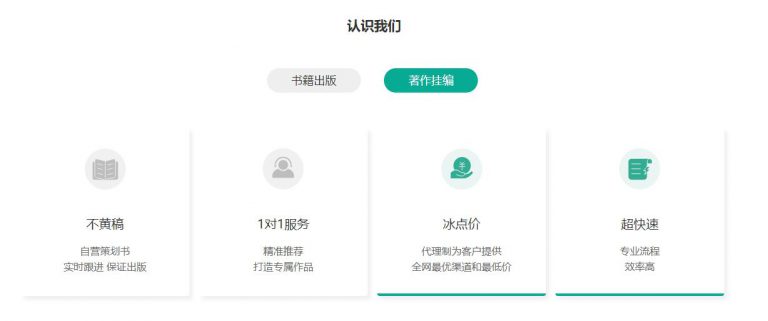 认识我们
书籍出版
著作挂编
不黄稿
自营策划书
实时跟进 保证出版
1对1服务
精准推荐
打造专属作品
冰点价
代理制为客户提供
全网最优渠道和最低价
超快速
专业流程
效率高